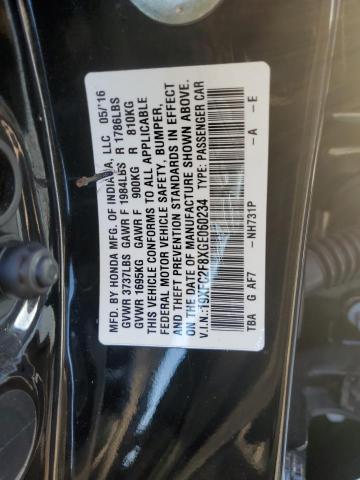 MFD. BY HONDA MFG. OF INDIANA, LLC 05/'16
GVWR 3737LBS GAWR F 1984LBS R 1786LBS
GVWR 1695KG GAWR F 900KG R 810KG
THIS VEHICLE CONFORMS TO ALL APPLICABLE
FEDERAL MOTOR VEHICLE SAFETY, BUMPER,
AND THEFT PREVENTION STANDARDS IN EFFECT
ON THE DATE OF MANUFACTURE SHOWN ABOVE.
V.I.N.:19XFC2F8XGE060234 TYPE: PASSENGER CAR
TBA G AF7 -NH731P -A -E